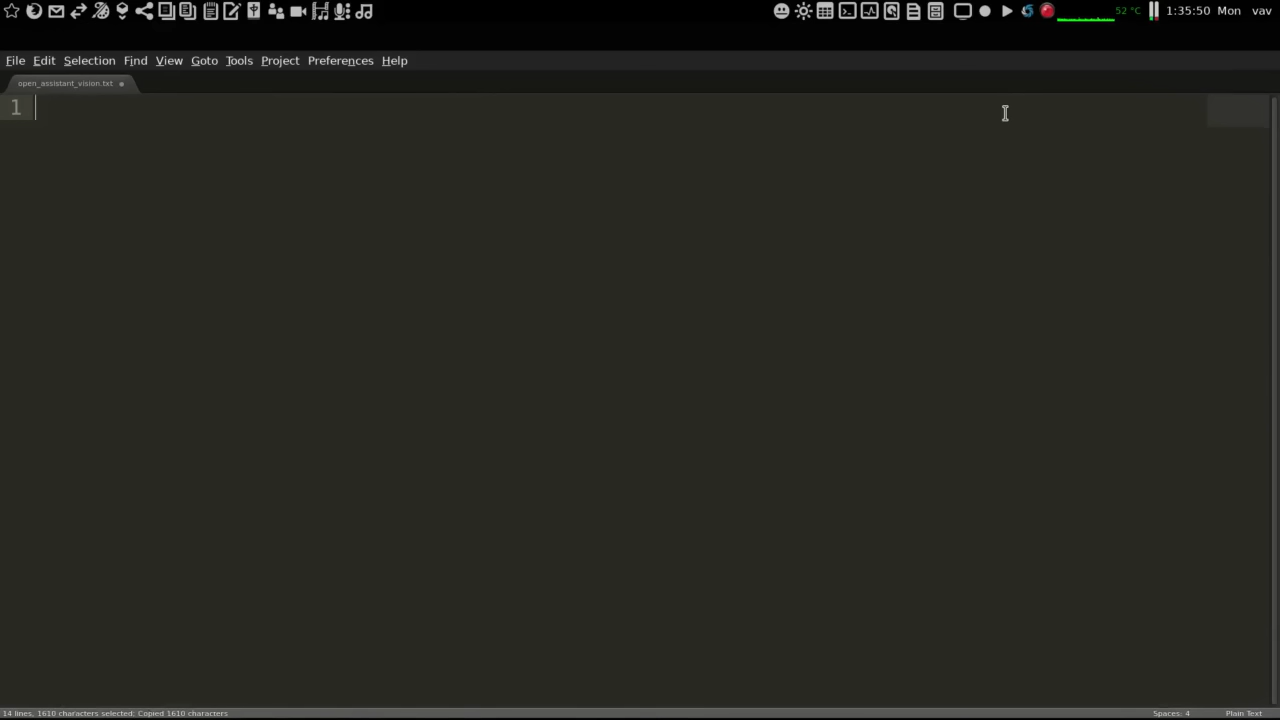 52 °C 1:35:50 Mon vav
File Edit Selection Find View Goto Tools Project Preferences Help
open_assistant_vision.txt
1
14 lines, 1610 characters selected: Copied 1610 characters Spaces: 4 Plain Text